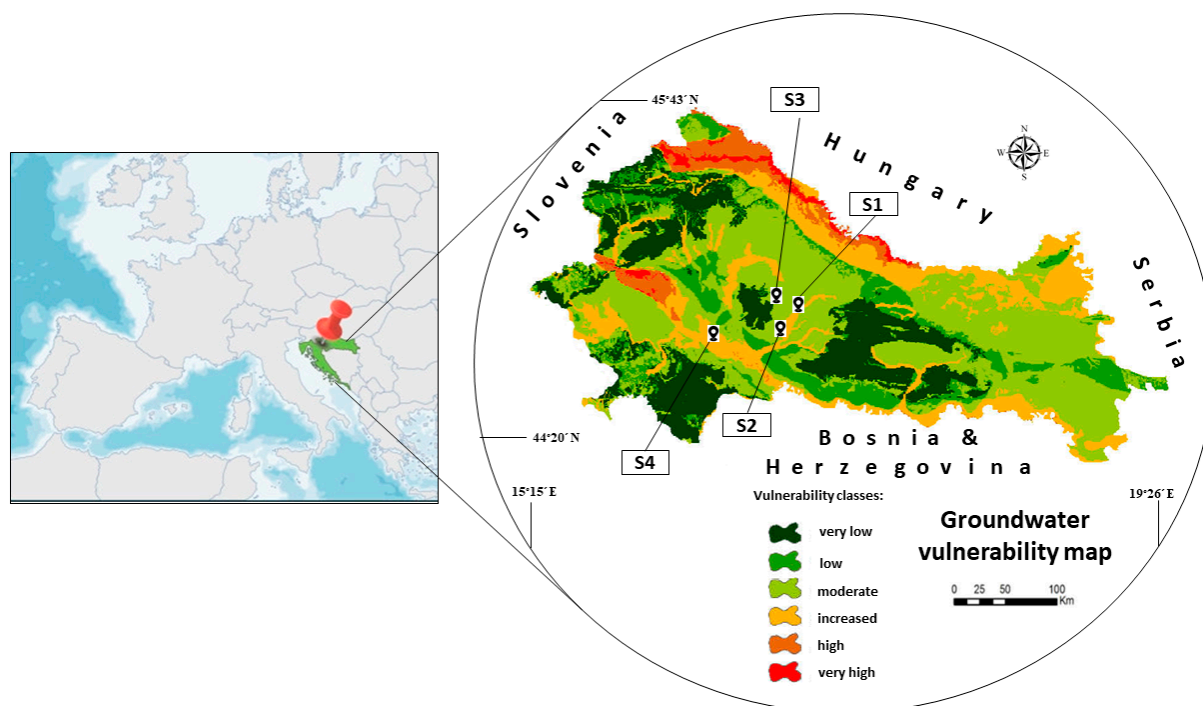 45°43´N
S3
N
W E
S
Slovenia
Hungary
S1
Serbia
S2
S4
44°20´N
Bosnia &
Herzegovina
15°15´E
19°26´E
Vulnerability classes:
very low
low
moderate
increased
high
very high
Groundwater
vulnerability map
0 25 50 100
Km